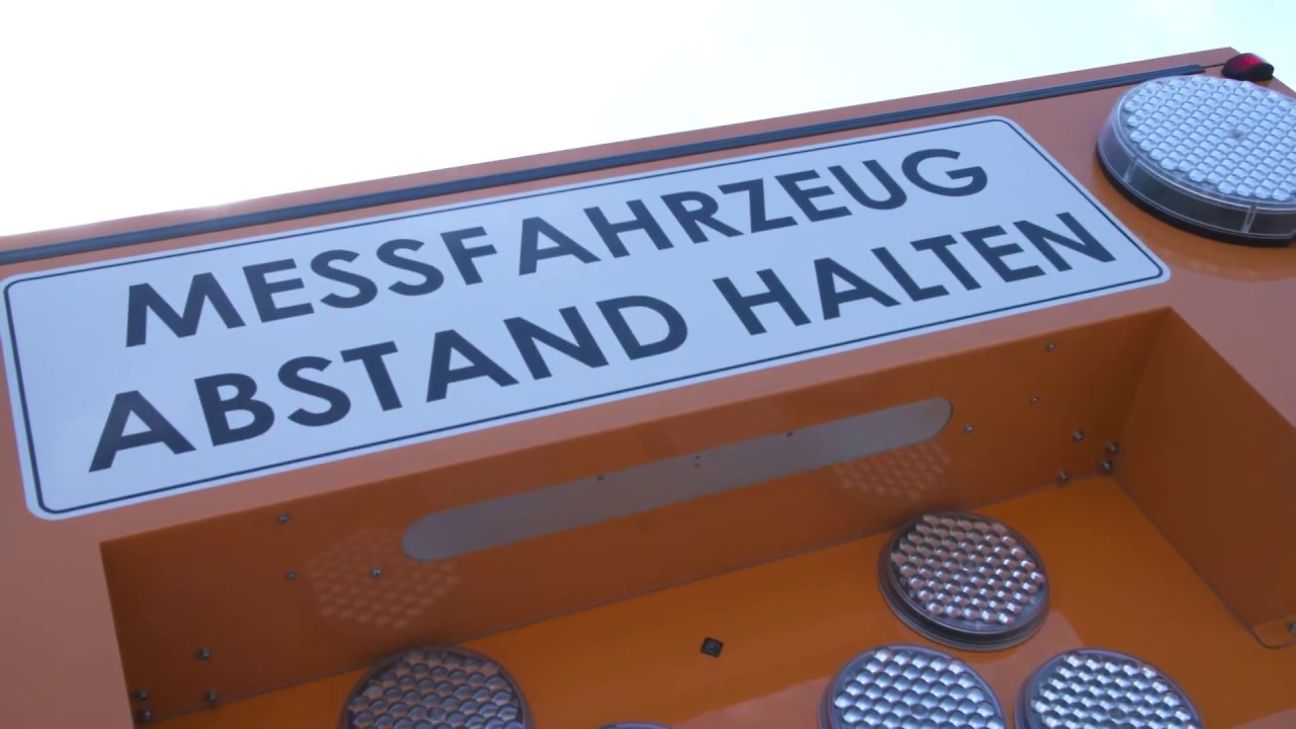 MESSFAHRZEUG
ABSTAND HALTEN